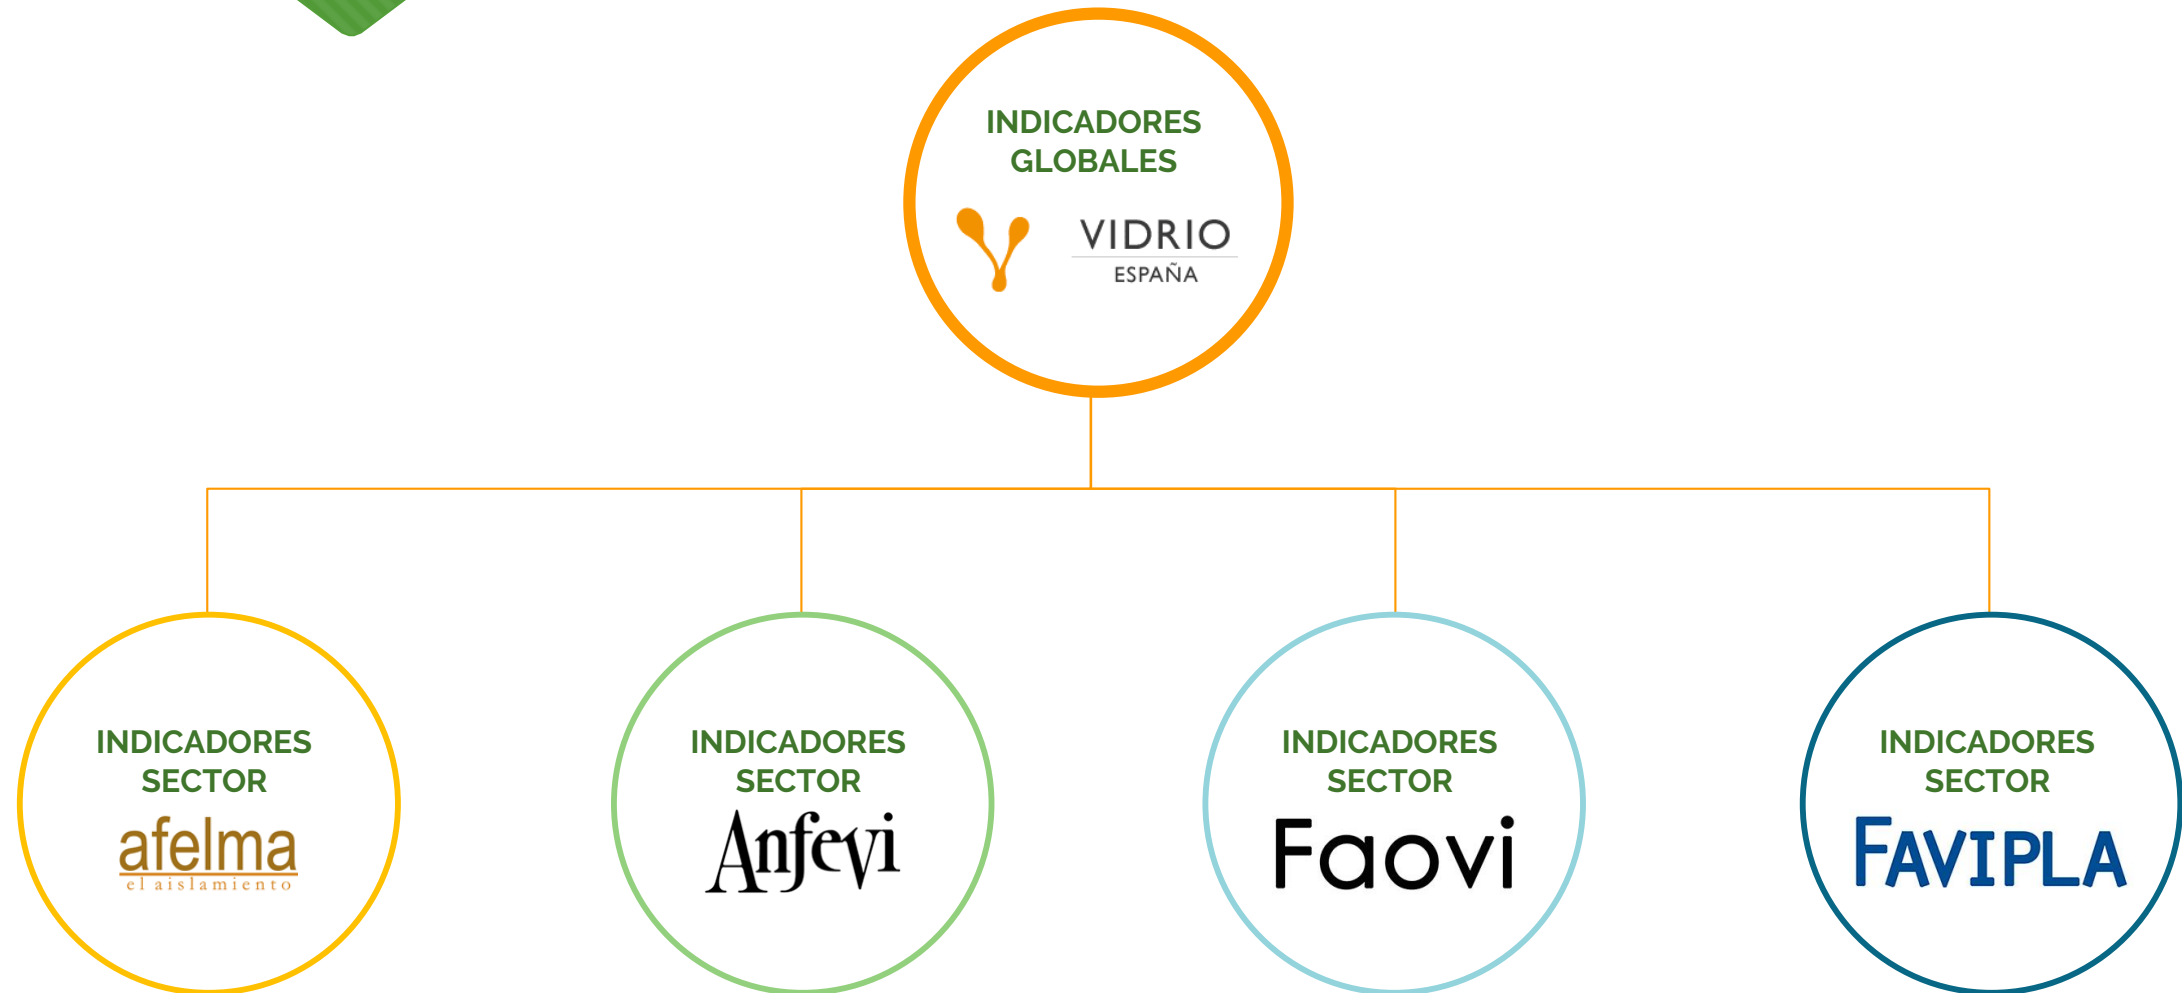 INDICADORES
GLOBALES
VIDRIO
ESPAÑA
INDICADORES
SECTOR
afelma
el aislamiento
INDICADORES
SECTOR
Anfevi
INDICADORES
SECTOR
Faovi
INDICADORES
SECTOR
FAVIPLA